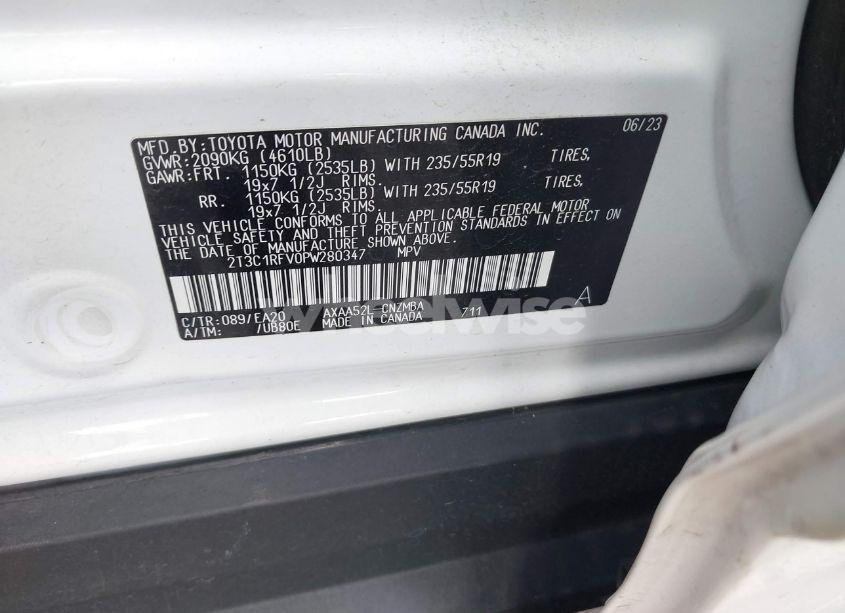 MFD.BY:TOYOTA MOTOR MANUFACTURING CANADA INC. 06/23
GVWR:2090KG (4610LB)
GAWR:FRT. 1150KG (2535LB) WITH 235/55R19 TIRES,
19x7 1/2J RIMS.
RR. 1150KG (2535LB) WITH 235/55R19 TIRES,
19x7 1/2J RIMS
THIS VEHICLE CONFORMS TO ALL APPLICABLE FEDERAL MOTOR
VEHICLE SAFETY AND THEFT PREVENTION STANDARDS IN EFFECT ON
THE DATE OF MANUFACTURE SHOWN ABOVE.
2T3C1RFV0PW280347 MPV
C/TR:089/EA20 AXAA52L-CNZMBA A
A/TM: /UB80E MADE IN CANADA 711
wheelwise